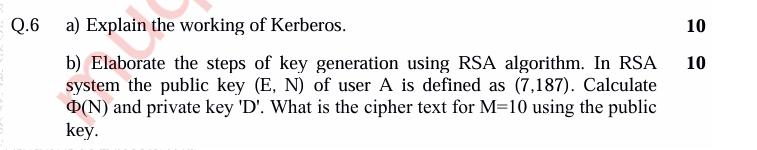 Q.6 a) Explain the working of Kerberos. 10
b) Elaborate the steps of key generation using RSA algorithm. In RSA 10
system the public key (E, N) of user A is defined as (7,187). Calculate
Φ(N) and private key 'D'. What is the cipher text for M=10 using the public
key.